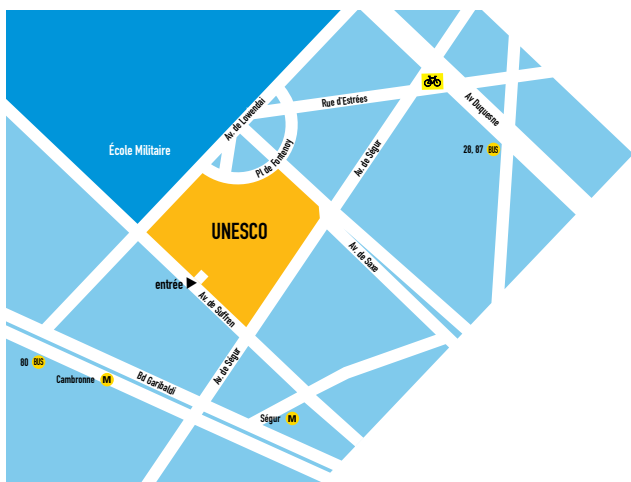 Rue d'Estrées
Av Duquesne
Av. de Lowendal
École Militaire
28, 87 BUS
Pl de Fontenoy
Av. de Ségur
UNESCO
Av. de Saxe
entrée
Av. de Suffren
80 BUS
Av. de Ségur
Cambronne M
Bd Garibaldi
Ségur M